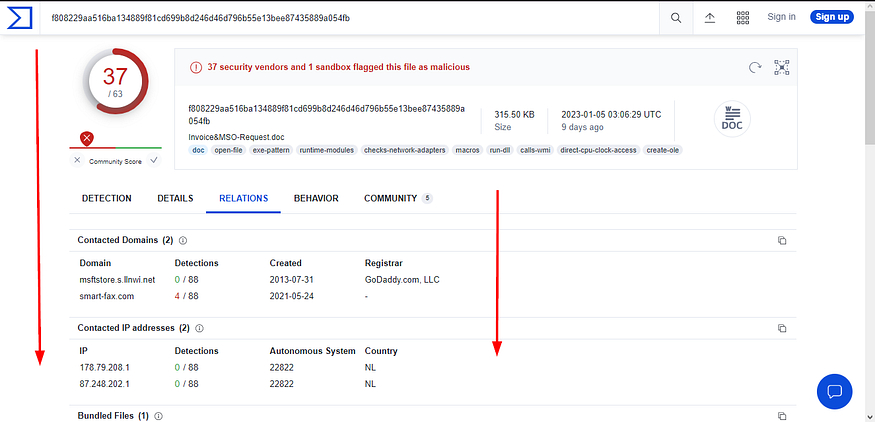 f808229aa516ba134889f81cd699b8d246d46d796b55e13bee87435889a054fb
Sign in
Sign up
37
/ 63
Community Score
37 security vendors and 1 sandbox flagged this file as malicious
f808229aa516ba134889f81cd699b8d246d46d796b55e13bee87435889a
054fb
Invoice&MSO-Request.doc
315.50 KB
Size
2023-01-05 03:06:29 UTC
9 days ago
DOC
doc open-file exe-pattern runtime-modules checks-network-adapters macros run-dll calls-wmi direct-cpu-clock-access create-ole
DETECTION DETAILS RELATIONS BEHAVIOR COMMUNITY 5
Contacted Domains (2)
Domain Detections Created Registrar
msftstore.s.llnwi.net 0 / 88 2013-07-31 GoDaddy.com, LLC
smart-fax.com 4 / 88 2021-05-24 -
Contacted IP addresses (2)
IP Detections Autonomous System Country
178.79.208.1 0 / 88 22822 NL
87.248.202.1 0 / 88 22822 NL
Bundled Files (1)